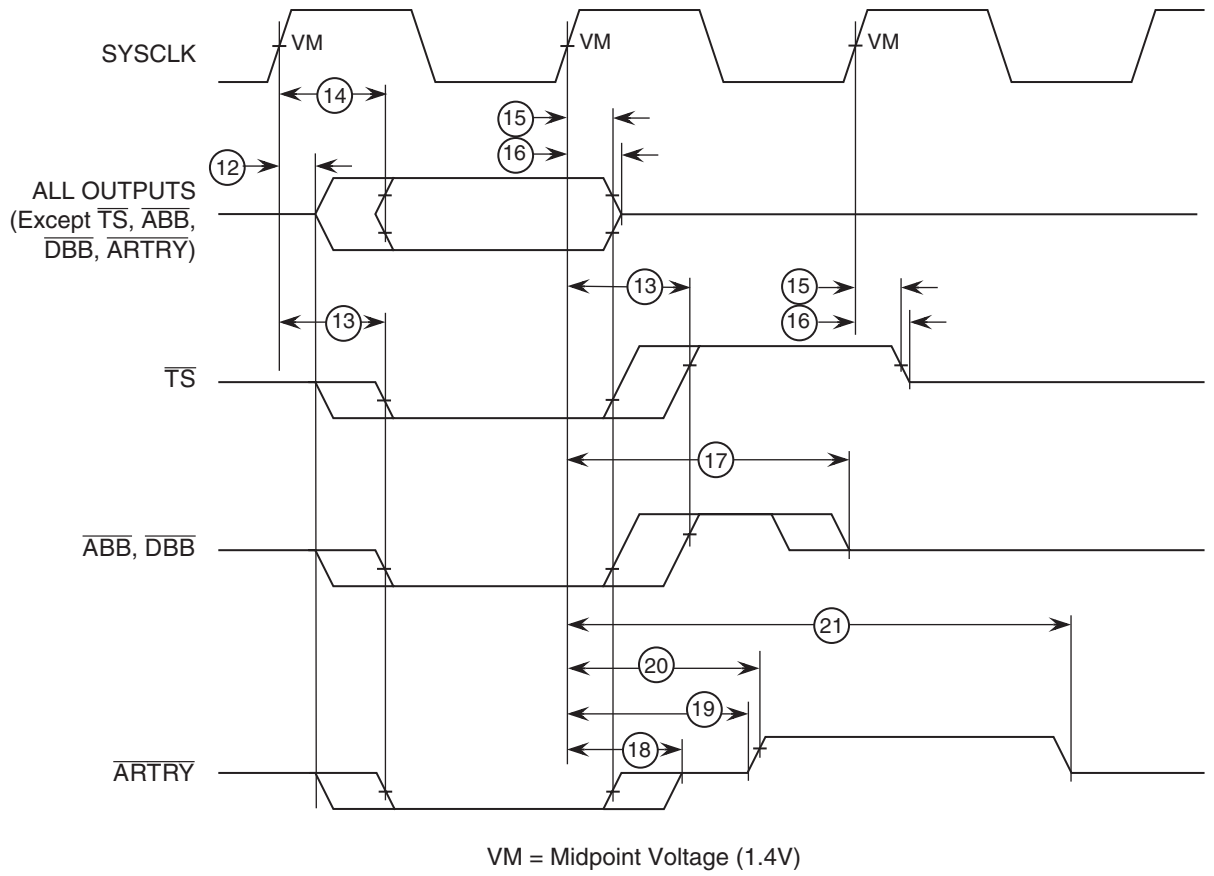 VM
VM
VM
SYSCLK
14
15
16
12
ALL OUTPUTS
(Except TS, ABB,
DBB, ARTRY)
13
15
13
16
TS
17
ABB, DBB
21
20
19
18
ARTRY
VM = Midpoint Voltage (1.4V)